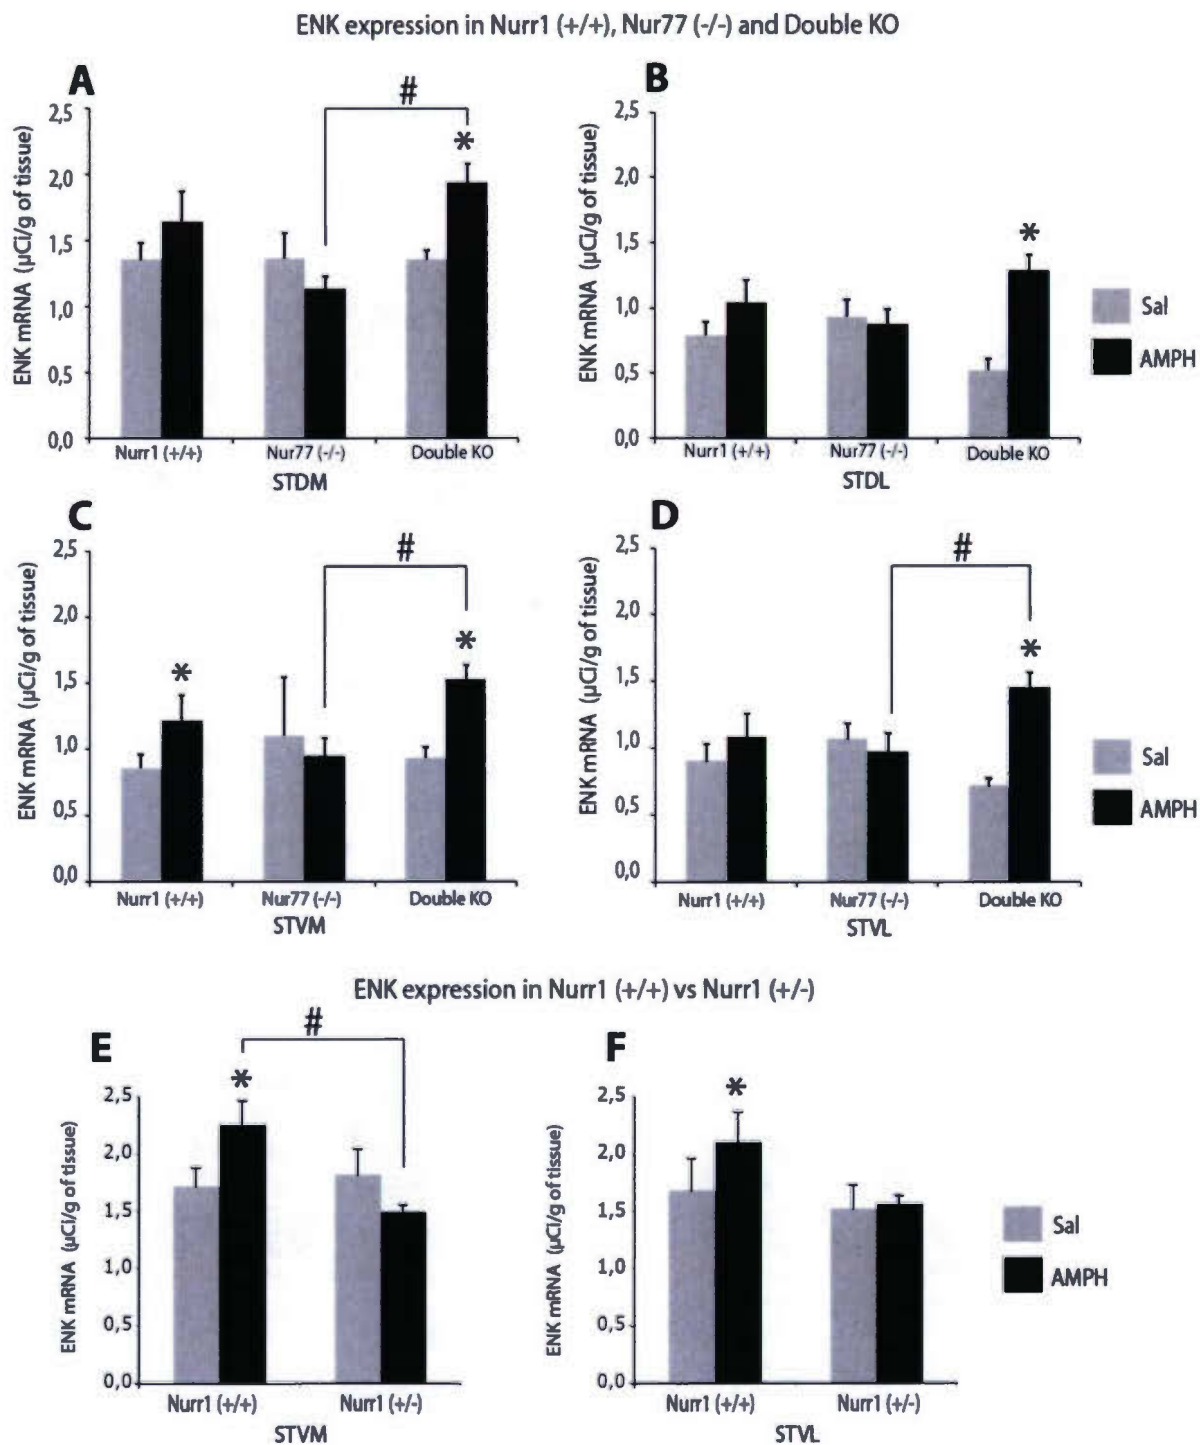 ENK expression in Nurr1 (+/+), Nur77 (-/-) and Double KO
A
#
*
ENK mRNA (µCi/g of tissue)
2,5
2,0
1,5
1,0
0,5
0,0
Nurr1 (+/+) Nur77 (-/-) Double KO
STDM
B
*
ENK mRNA (µCi/g of tissue)
2,5
2,0
1,5
1,0
0,5
0,0
Nurr1 (+/+) Nur77 (-/-) Double KO
STDL
Sal
AMPH
C
#
*
*
ENK mRNA (µCi/g of tissue)
2,5
2,0
1,5
1,0
0,5
0,0
Nurr1 (+/+) Nur77 (-/-) Double KO
STVM
D
#
*
ENK mRNA (µCi/g of tissue)
2,5
2,0
1,5
1,0
0,5
0,0
Nurr1 (+/+) Nur77 (-/-) Double KO
STVL
Sal
AMPH
ENK expression in Nurr1 (+/+) vs Nurr1 (+/-)
E
#
*
ENK mRNA (µCi/g of tissue)
2,5
2,0
1,5
1,0
0,5
0,0
Nurr1 (+/+) Nurr1 (+/-)
STVM
F
*
ENK mRNA (µCi/g of tissue)
2,5
2,0
1,5
1,0
0,5
0,0
Nurr1 (+/+) Nurr1 (+/-)
STVL
Sal
AMPH